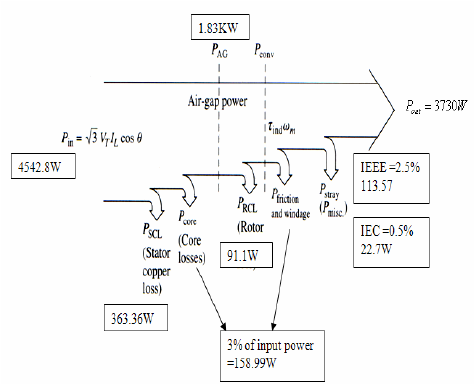 1.83KW
P_AG
P_conv
Air-gap power
τ_ind ω_m
P_out = 3730W
P_in = √3 V_T I_L cos θ
4542.8W
IEEE =2.5%
113.57
IEC =0.5%
22.7W
P_SCL
(Stator
copper
loss)
P_core
(Core
losses)
P_RCL
(Rotor
P_friction
and windage
P_stray
(P_misc.)
91.1W
363.36W
3% of input power
=158.99W